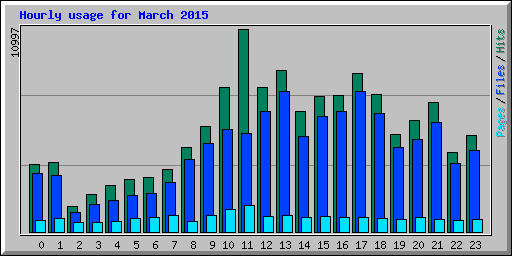 Hourly usage for March 2015
10997
Pages/Files/Hits
0 1 2 3 4 5 6 7 8 9 10 11 12 13 14 15 16 17 18 19 20 21 22 23